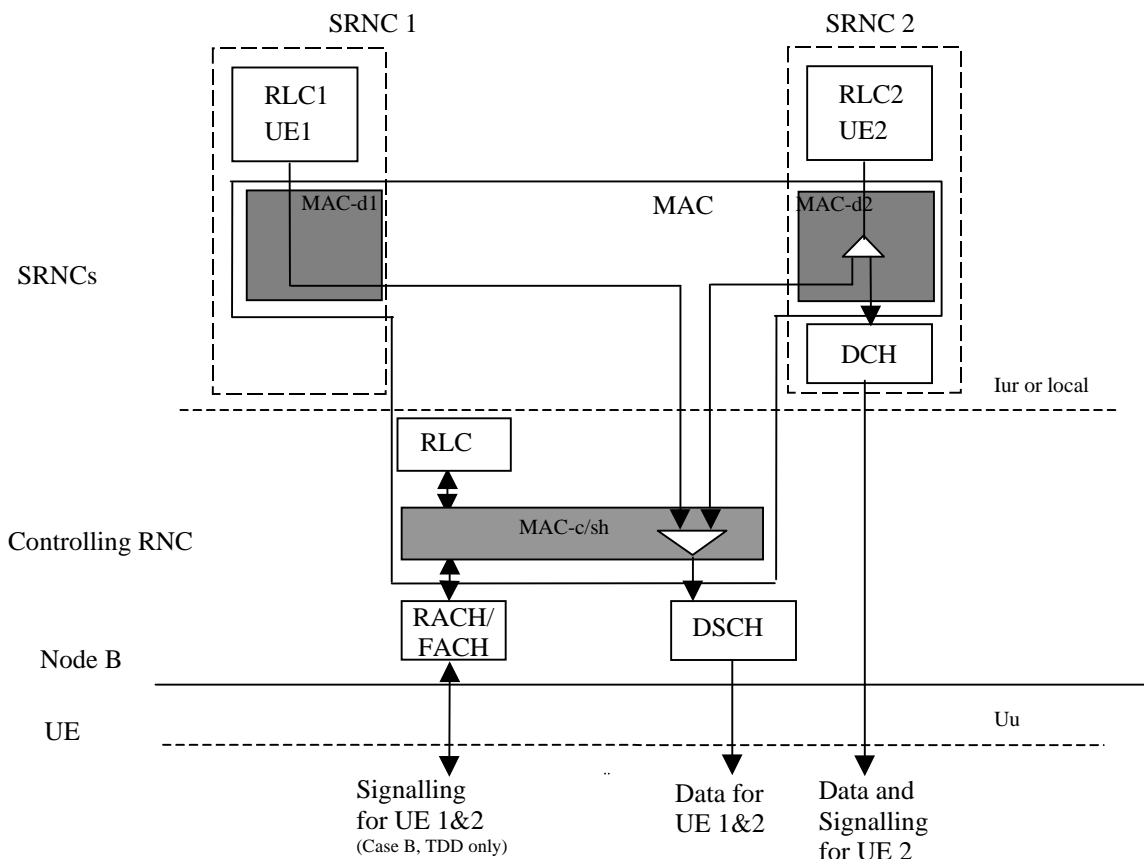 SRNC 1
SRNC 2
RLC1
UE1
RLC2
UE2
MAC-d1
MAC
MAC-d2
SRNCs
DCH
Iur or local
RLC
MAC-c/sh
Controlling RNC
RACH/
FACH
DSCH
Node B
UE
Uu
Signalling
for UE 1&2
(Case B, TDD only)
..
Data for
UE 1&2
Data and
Signalling
for UE 2